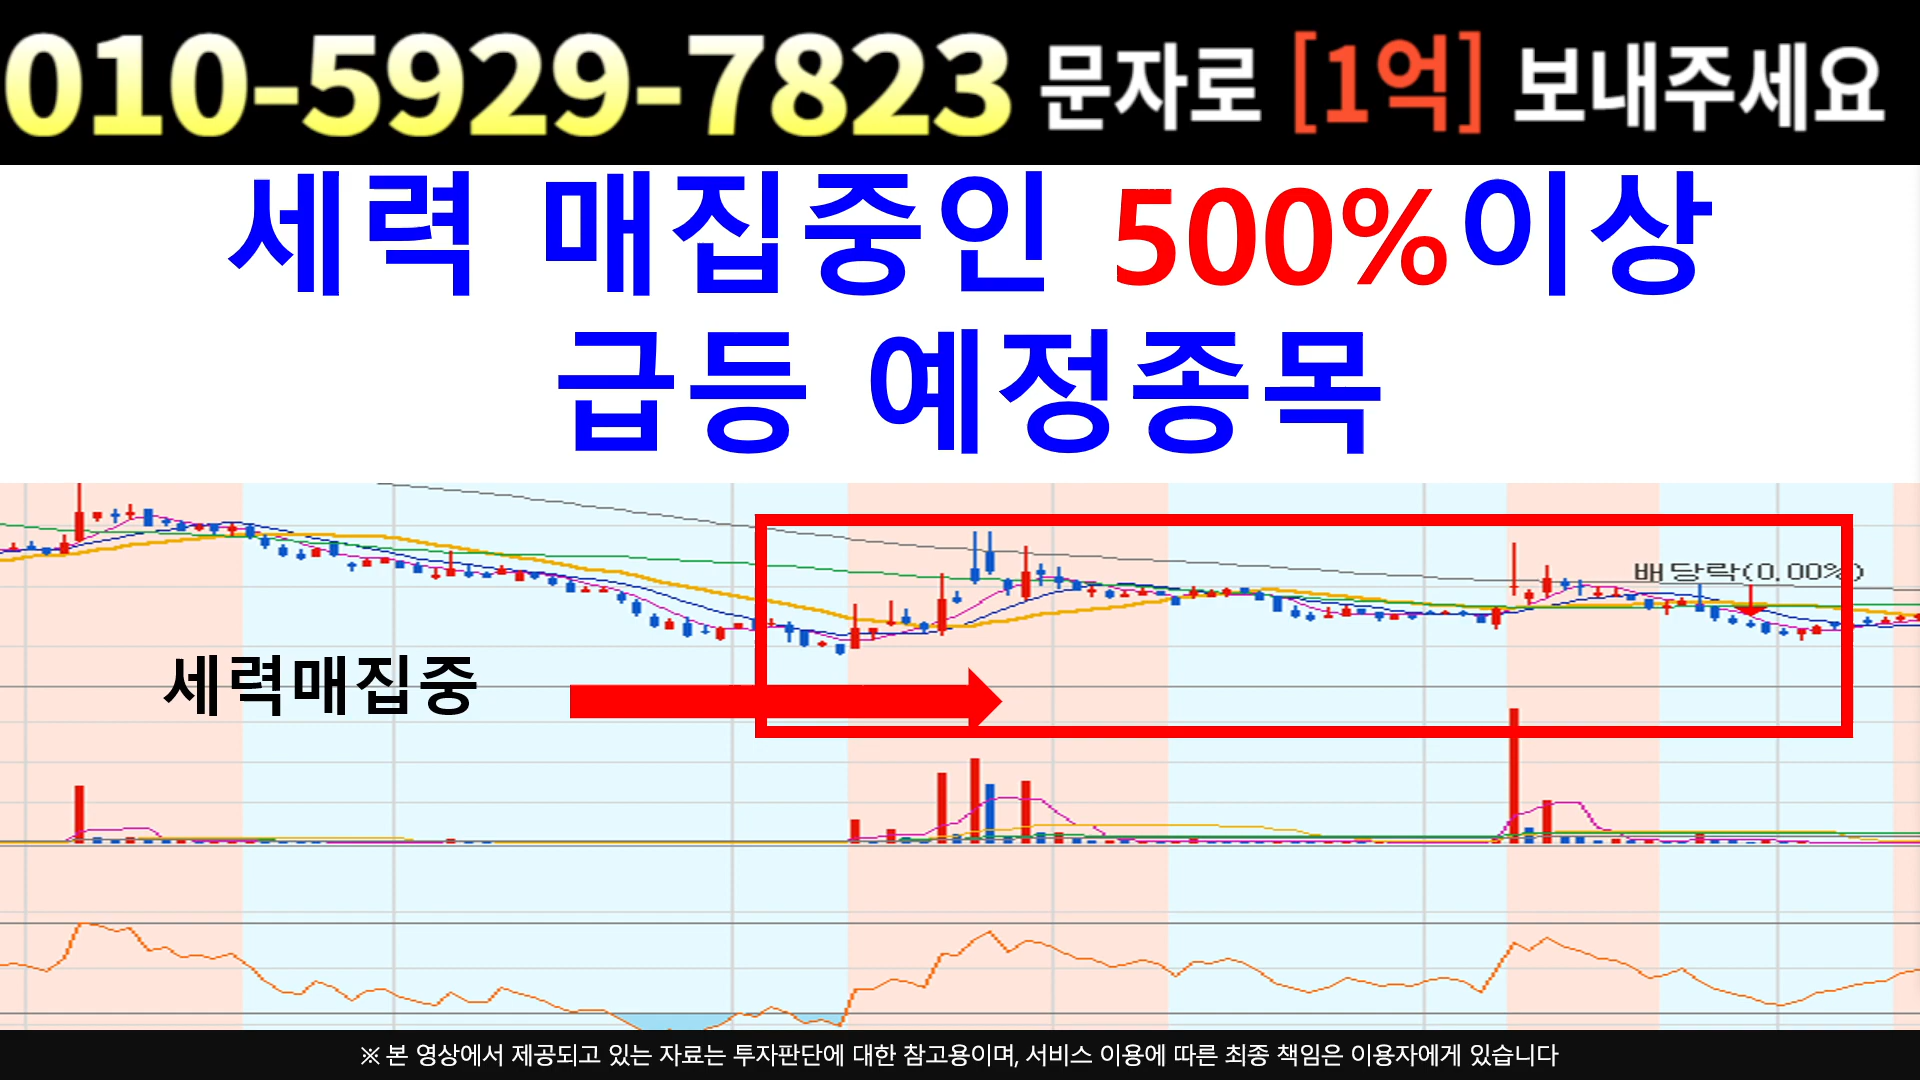 010-5929-7823 문자로 [1억] 보내주세요
세력 매집중인 500%이상
급등 예정종목
배당락(0.00%)
세력매집중
※ 본 영상에서 제공되고 있는 자료는 투자판단에 대한 참고용이며, 서비스 이용에 따른 최종 책임은 이용자에게 있습니다